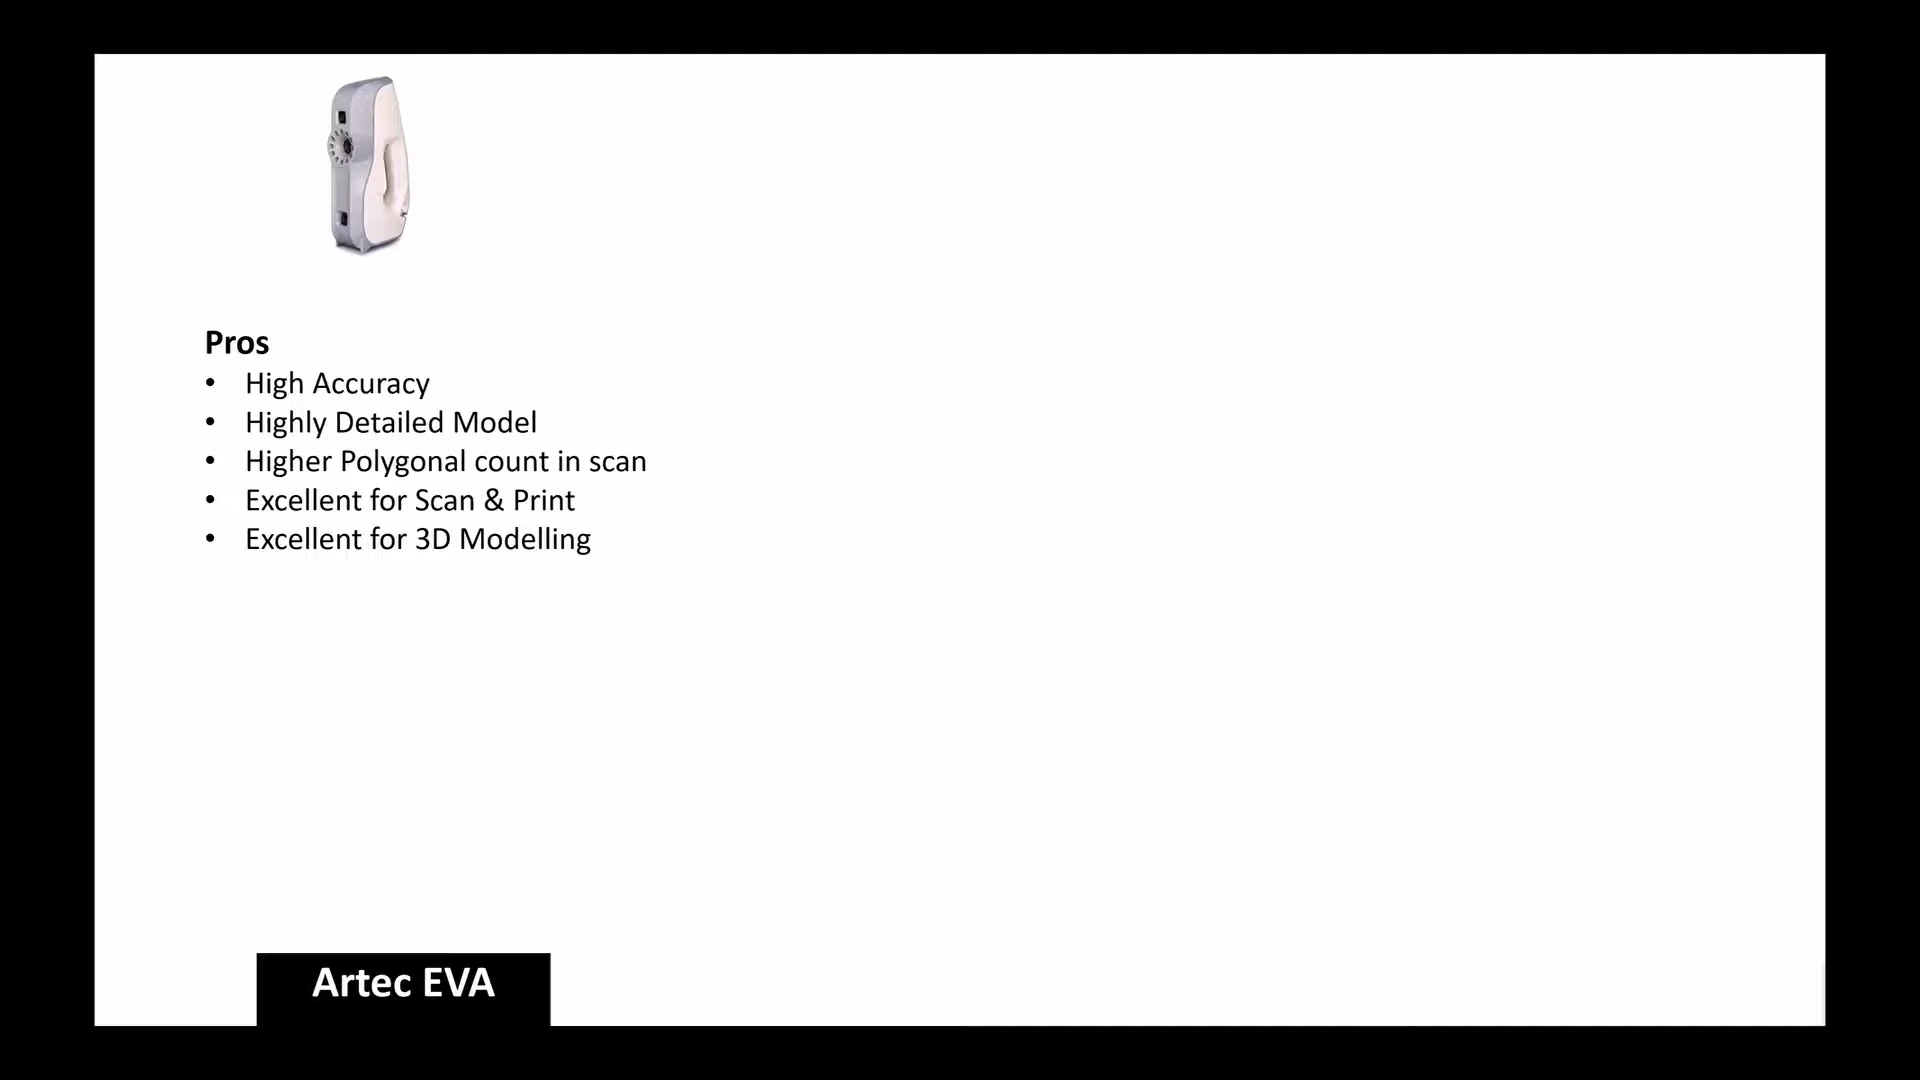 Pros
• High Accuracy
• Highly Detailed Model
• Higher Polygonal count in scan
• Excellent for Scan & Print
• Excellent for 3D Modelling
Artec EVA